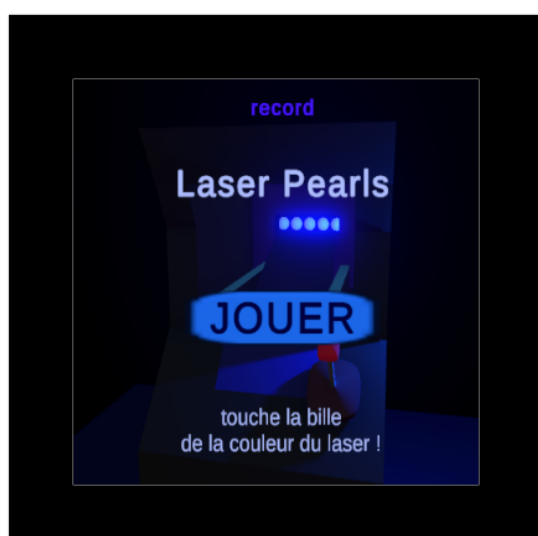 record
Laser Pearls
JOUER
touche la bille
de la couleur du laser !